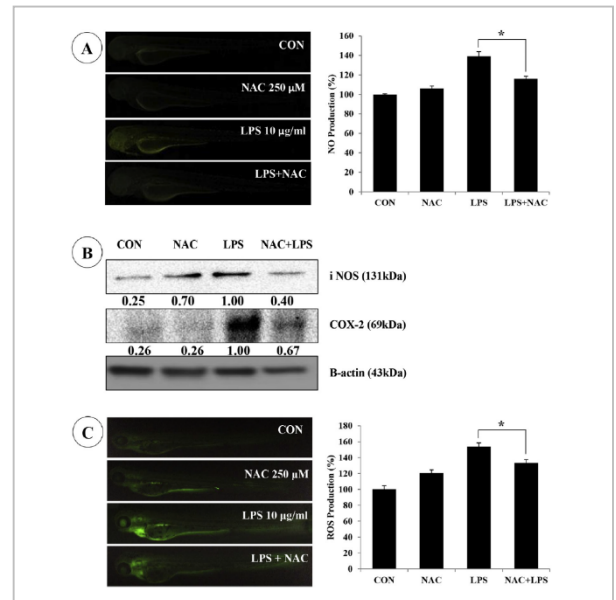 A
CON
NAC 250 µM
LPS 10 µg/ml
LPS+NAC
NO Production (%)
160
140
120
100
80
60
40
20
0
*
CON NAC LPS LPS+NAC
B
CON NAC LPS NAC+LPS
i NOS (131kDa)
0.25 0.70 1.00 0.40
COX-2 (69kDa)
0.26 0.26 1.00 0.67
B-actin (43kDa)
C
CON
NAC 250 µM
LPS 10 µg/ml
LPS + NAC
ROS Production (%)
180
160
140
120
100
80
60
40
20
0
*
CON NAC LPS NAC+LPS